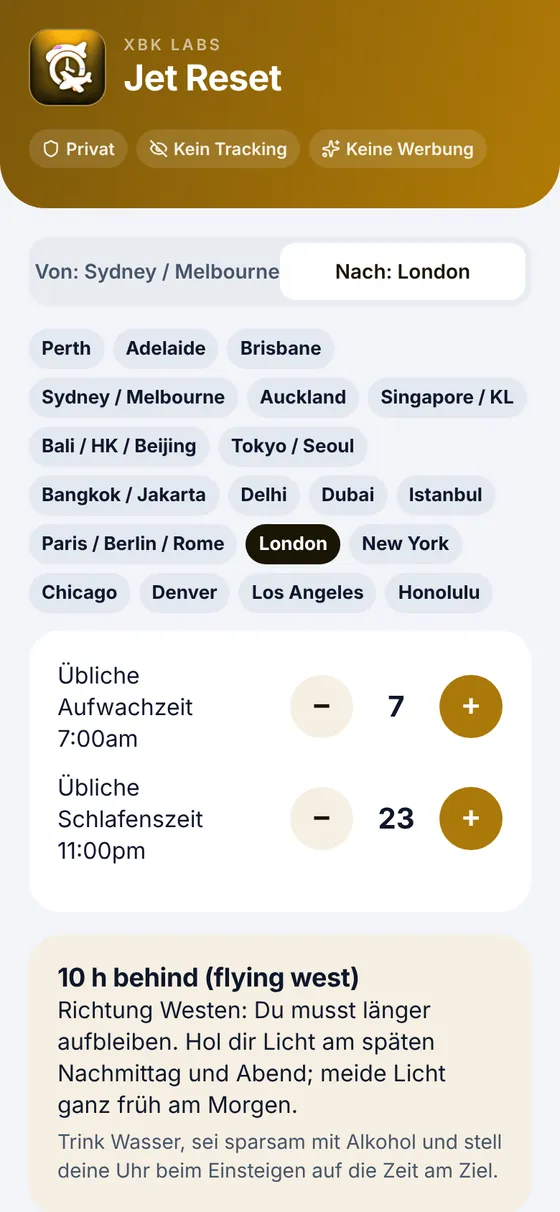 XBK LABS
Jet Reset
Privat
Kein Tracking
Keine Werbung
Von: Sydney / Melbourne
Nach: London
Perth
Adelaide
Brisbane
Sydney / Melbourne
Auckland
Singapore / KL
Bali / HK / Beijing
Tokyo / Seoul
Bangkok / Jakarta
Delhi
Dubai
Istanbul
Paris / Berlin / Rome
London
New York
Chicago
Denver
Los Angeles
Honolulu
Übliche
Aufwachzeit
7:00am
− 7 +
Übliche
Schlafenszeit
11:00pm
− 23 +
10 h behind (flying west)
Richtung Westen: Du musst länger
aufbleiben. Hol dir Licht am späten
Nachmittag und Abend; meide Licht
ganz früh am Morgen.
Trink Wasser, sei sparsam mit Alkohol und stell
deine Uhr beim Einsteigen auf die Zeit am Ziel.